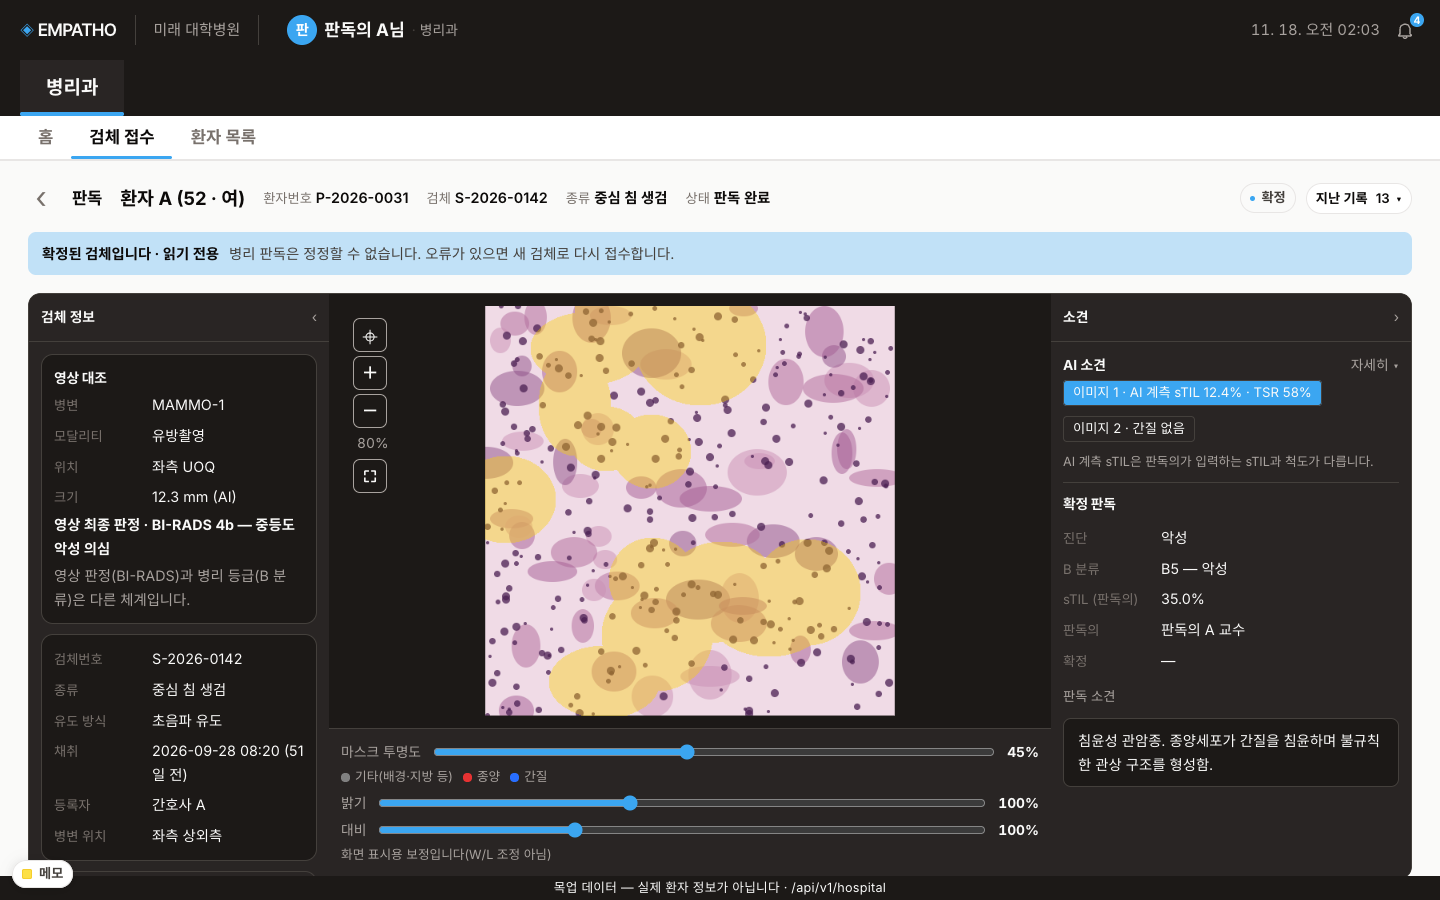 EMPATHO
미래 대학병원
판
판독의 A님 · 병리과
11. 18. 오전 02:03
4
병리과
홈
검체 접수
환자 목록
판독
환자 A (52 · 여)
환자번호 P-2026-0031
검체 S-2026-0142
종류 중심 침 생검
상태 판독 완료
확정
지난 기록 13
확정된 검체입니다 · 읽기 전용 병리 판독은 정정할 수 없습니다. 오류가 있으면 새 검체로 다시 접수합니다.
검체 정보
영상 대조
병변 MAMMO-1
모달리티 유방촬영
위치 좌측 UOQ
크기 12.3 mm (AI)
영상 최종 판정 · BI-RADS 4b — 중등도
악성 의심
영상 판정(BI-RADS)과 병리 등급(B 분
류)은 다른 체계입니다.
검체번호 S-2026-0142
종류 중심 침 생검
유도 방식 초음파 유도
채취 2026-09-28 08:20 (51
일 전)
등록자 간호사 A
병변 위치 좌측 상외측
메모
80%
마스크 투명도 45%
기타(배경·지방 등) 종양 간질
밝기 100%
대비 100%
화면 표시용 보정입니다(W/L 조정 아님)
소견
AI 소견
자세히
이미지 1 · AI 계측 sTIL 12.4% · TSR 58%
이미지 2 · 간질 없음
AI 계측 sTIL은 판독의가 입력하는 sTIL과 척도가 다릅니다.
확정 판독
진단 악성
B 분류 B5 — 악성
sTIL (판독의) 35.0%
판독의 판독의 A 교수
확정 —
판독 소견
침윤성 관암종. 종양세포가 간질을 침윤하며 불규칙
한 관상 구조를 형성함.
목업 데이터 — 실제 환자 정보가 아닙니다 · /api/v1/hospital